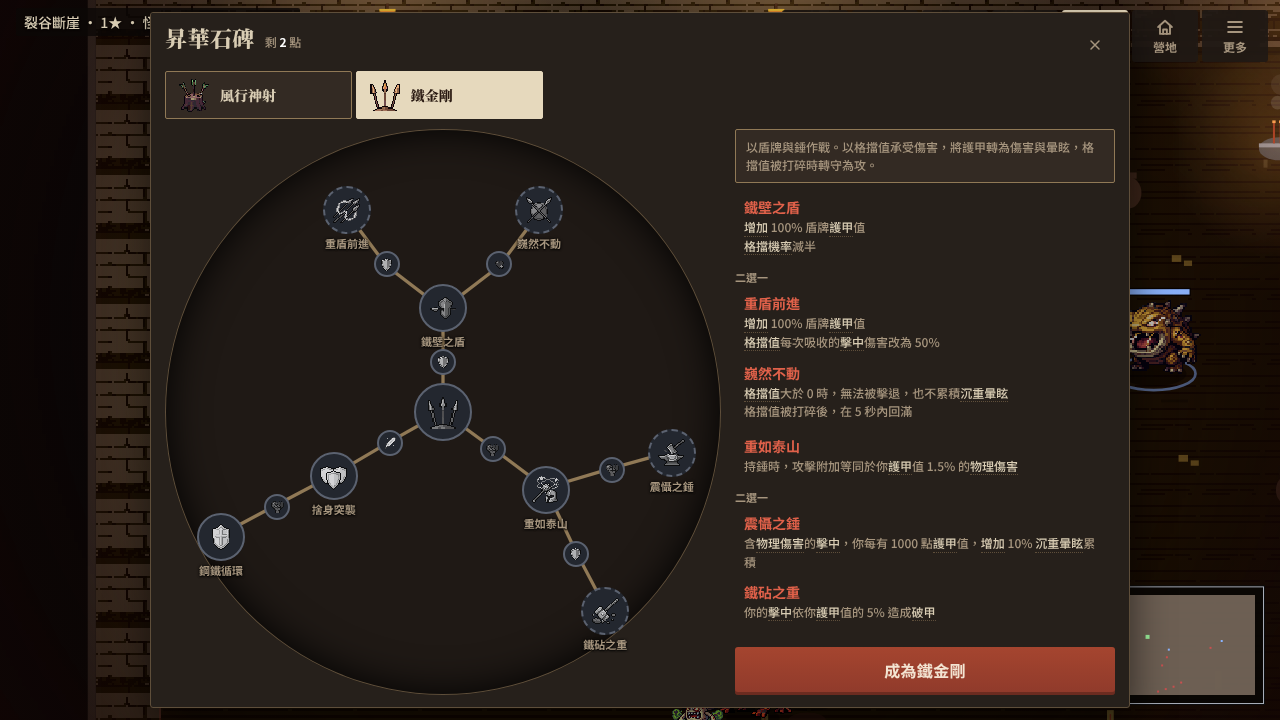 裂谷斷崖 · 1★ ·
昇華石碑 剩 2 點
營地
更多
風行神射
鐵金剛
以盾牌與錘作戰。以格擋值承受傷害，將護甲轉為傷害與暈眩，格
擋值被打碎時轉守為攻。
鐵壁之盾
增加 100% 盾牌護甲值
格擋機率減半
二選一
重盾前進
增加 100% 盾牌護甲值
格擋值每次吸收的擊中傷害改為 50%
巍然不動
格擋值大於 0 時，無法被擊退，也不累積沉重暈眩
格擋值被打碎後，在 5 秒內回滿
重如泰山
持錘時，攻擊附加等同於你護甲值 1.5% 的物理傷害
二選一
震懾之錘
含物理傷害的擊中，你每有 1000 點護甲值，增加 10% 沉重暈眩累
積
鐵砧之重
你的擊中依你護甲值的 5% 造成破甲
成為鐵金剛
重盾前進
巍然不動
鐵壁之盾
捨身突襲
重如泰山
震懾之錘
鋼鐵循環
鐵砧之重